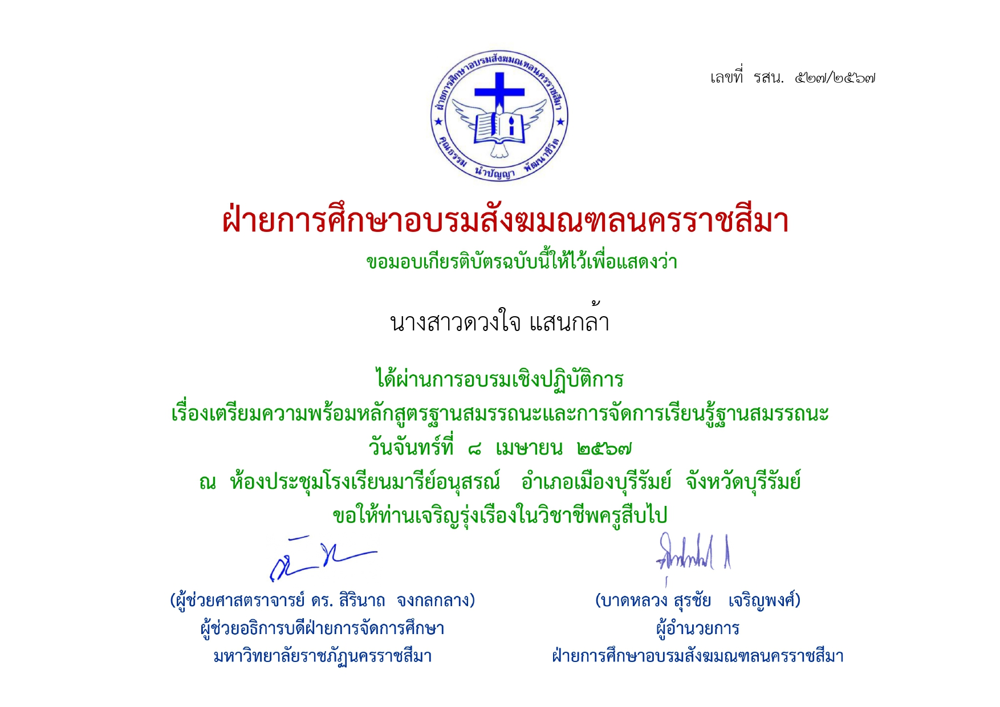 ฝ่ายการศึกษาอบรมสังฆมณฑลนครราชสีมา
คุณธรรม นำปัญญา พัฒนาชีวิต
เลขที่ รสน. ๕๒๗/๒๕๖๗
ฝ่ายการศึกษาอบรมสังฆมณฑลนครราชสีมา
ขอมอบเกียรติบัตรฉบับนี้ให้ไว้เพื่อแสดงว่า
นางสาวดวงใจ แสนกล้า
ได้ผ่านการอบรมเชิงปฏิบัติการ
เรื่องเตรียมความพร้อมหลักสูตรฐานสมรรถนะและการจัดการเรียนรู้ฐานสมรรถนะ
วันจันทร์ที่ ๘ เมษายน ๒๕๖๗
ณ ห้องประชุมโรงเรียนมารีย์อนุสรณ์ อำเภอเมืองบุรีรัมย์ จังหวัดบุรีรัมย์
ขอให้ท่านเจริญรุ่งเรืองในวิชาชีพครูสืบไป
(ผู้ช่วยศาสตราจารย์ ดร. สิรินาถ จงกลกลาง)
ผู้ช่วยอธิการบดีฝ่ายการจัดการศึกษา
มหาวิทยาลัยราชภัฏนครราชสีมา
(บาดหลวง สุรชัย เจริญพงศ์)
ผู้อำนวยการ
ฝ่ายการศึกษาอบรมสังฆมณฑลนครราชสีมา